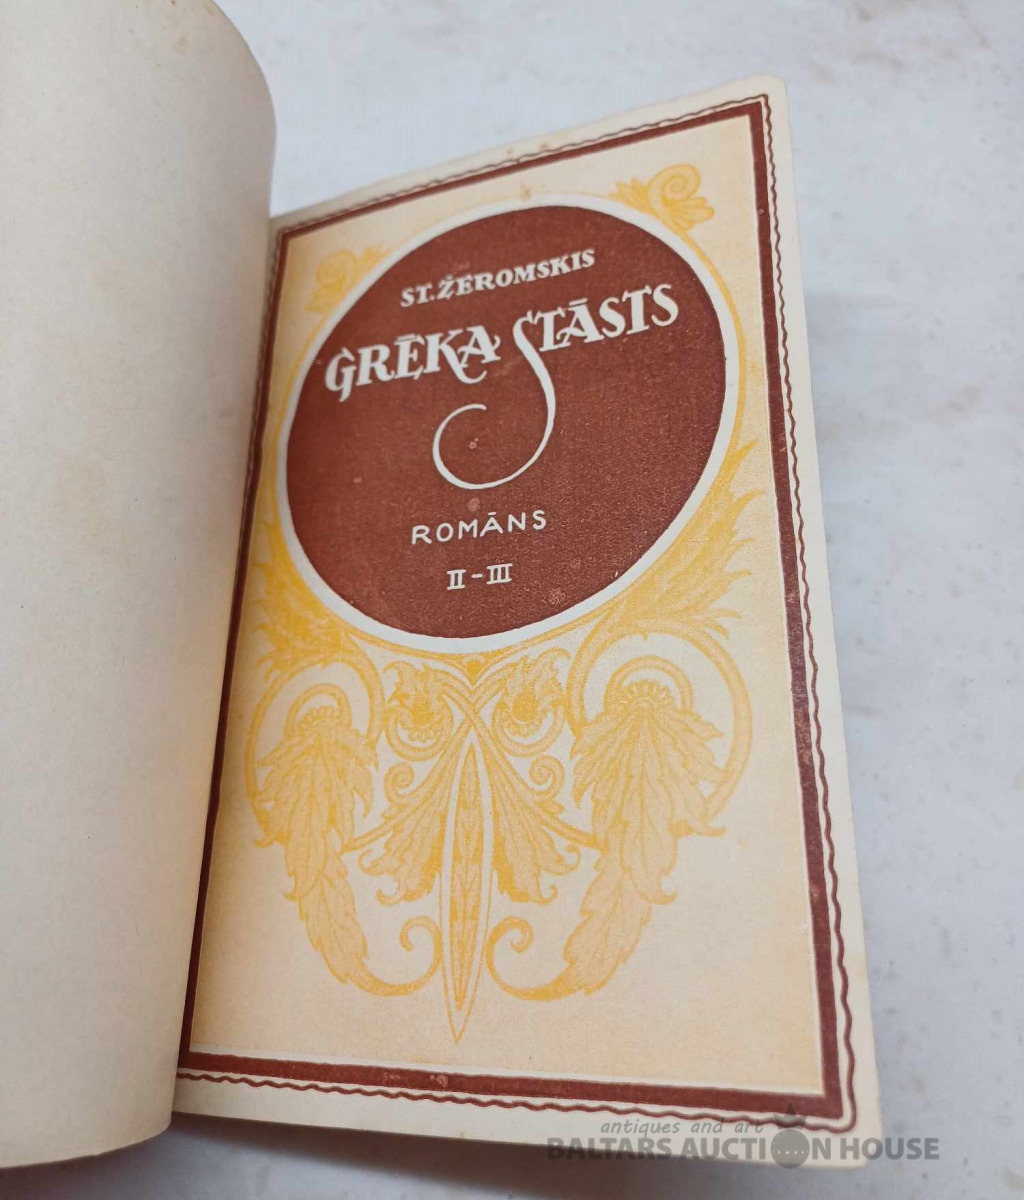 ST. ŽEROMSKIS
GRĒKA STĀSTS
ROMĀNS
II-III
antiques and art
BALTARS AUCTION HOUSE